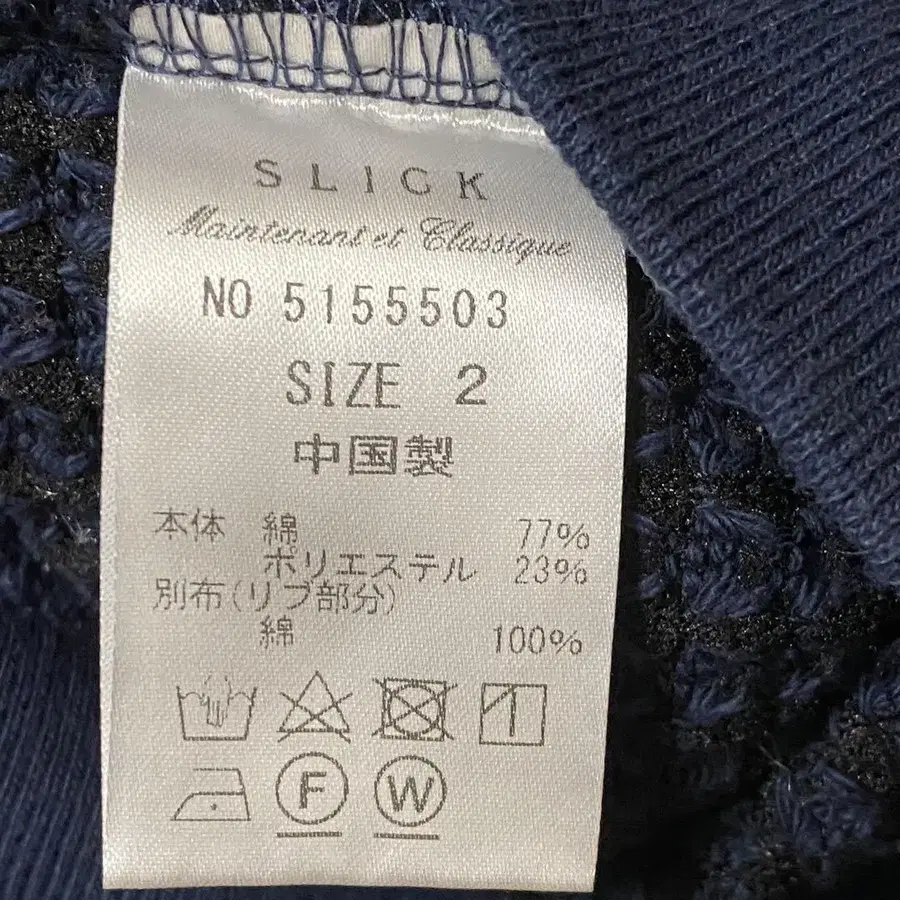 SLICK
Maintenant et Classique
NO 5155503
SIZE 2
中国製
本体 綿 77%
ポリエステル 23%
別布(リブ部分)
綿 100%
F W